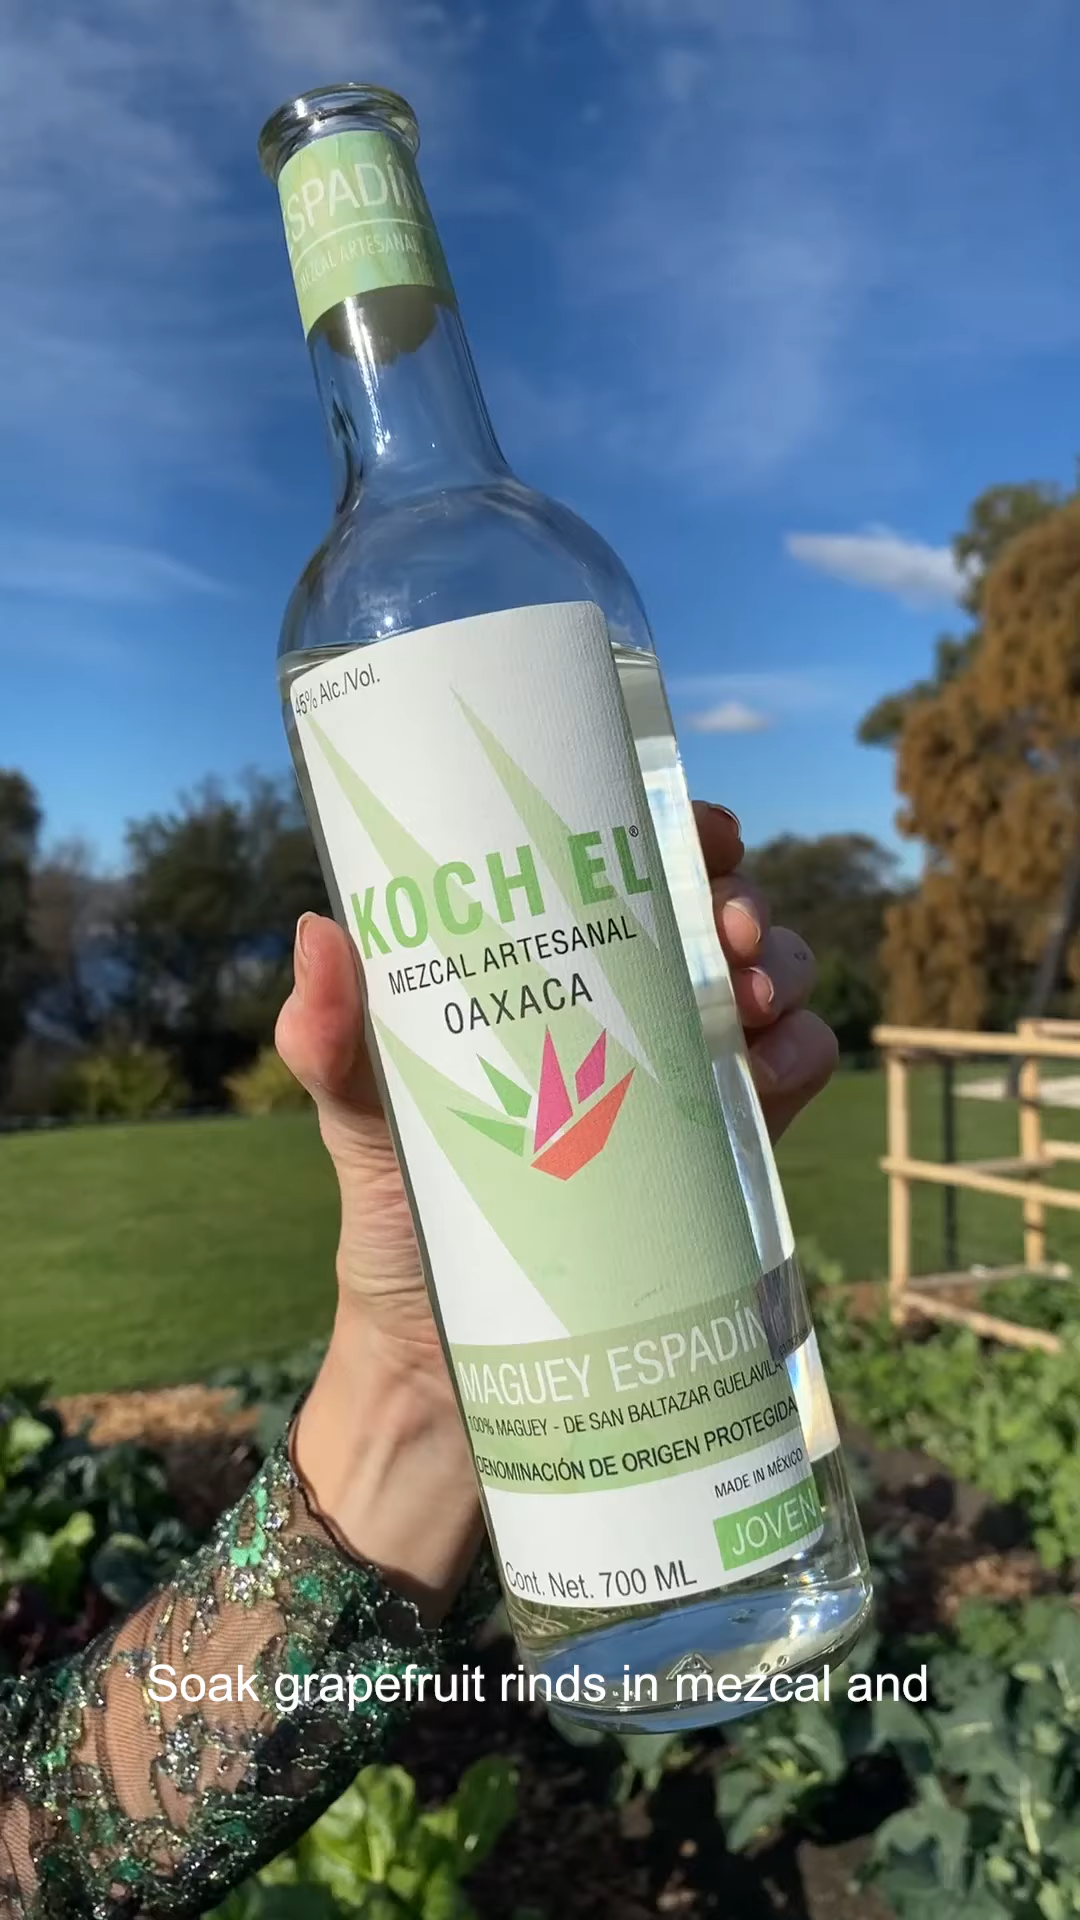 ESPADÍN
MEZCAL ARTESANAL
45% Alc./Vol.
KOCH EL®
MEZCAL ARTESANAL
OAXACA
MAGUEY ESPADÍN
100% MAGUEY - DE SAN BALTAZAR GUELAVILA
DENOMINACIÓN DE ORIGEN PROTEGIDA
MADE IN MÉXICO
JOVEN
Cont. Net. 700 ML
Soak grapefruit rinds in mezcal and